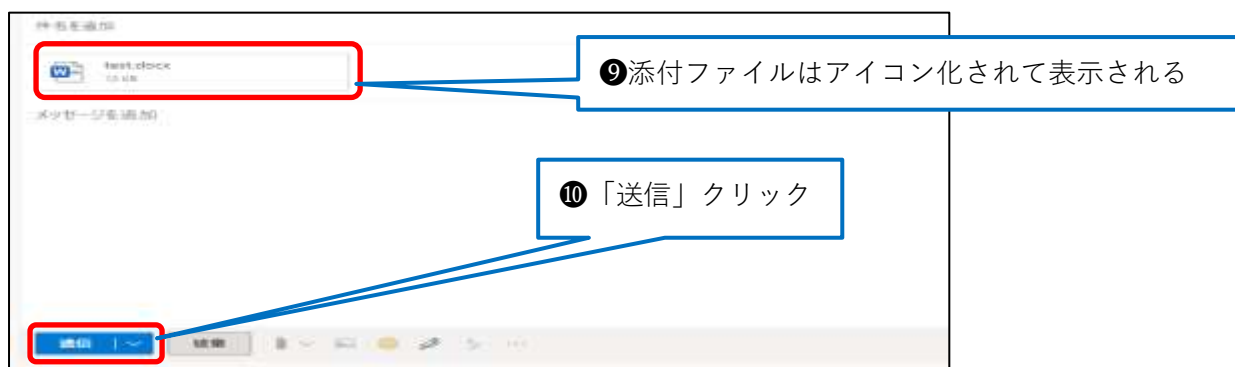 件名を追加
test.docx
❾添付ファイルはアイコン化されて表示される
メッセージを追加
❿「送信」クリック
送信
破棄